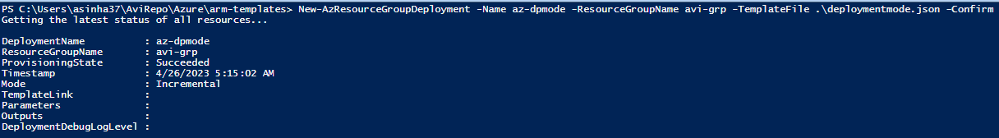 PS C:\Users\asinha37\AviRepo\Azure\arm-templates> New-AzResourceGroupDeployment -Name az-dpmode -ResourceGroupName avi-grp -TemplateFile .\deploymentmode.json -Confirm
Getting the latest status of all resources...
DeploymentName : az-dpmode
ResourceGroupName : avi-grp
ProvisioningState : Succeeded
Timestamp : 4/26/2023 5:15:02 AM
Mode : Incremental
TemplateLink :
Parameters :
Outputs :
DeploymentDebugLogLevel :